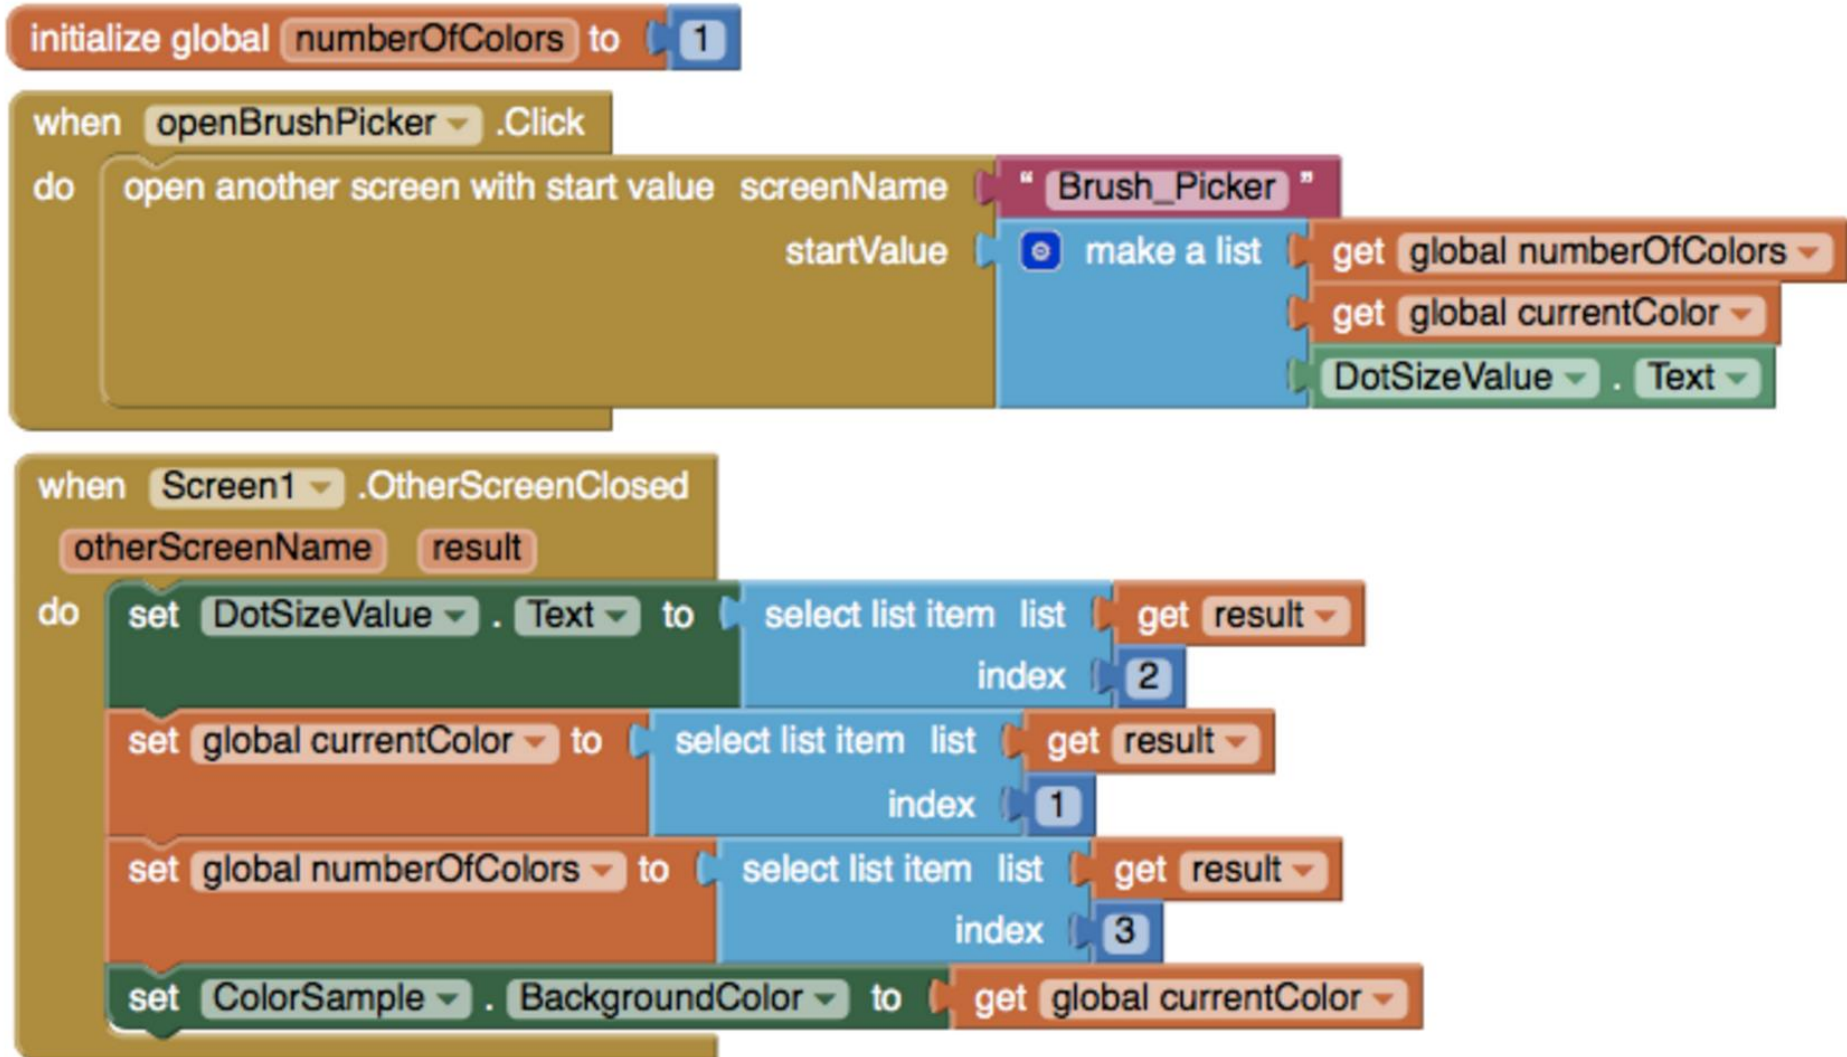 initialize global numberOfColors to 1
when openBrushPicker .Click
do open another screen with start value screenName " Brush_Picker "
startValue make a list get global numberOfColors
get global currentColor
DotSizeValue . Text
when Screen1 .OtherScreenClosed
otherScreenName result
do set DotSizeValue . Text to select list item list get result
index 2
set global currentColor to select list item list get result
index 1
set global numberOfColors to select list item list get result
index 3
set ColorSample . BackgroundColor to get global currentColor